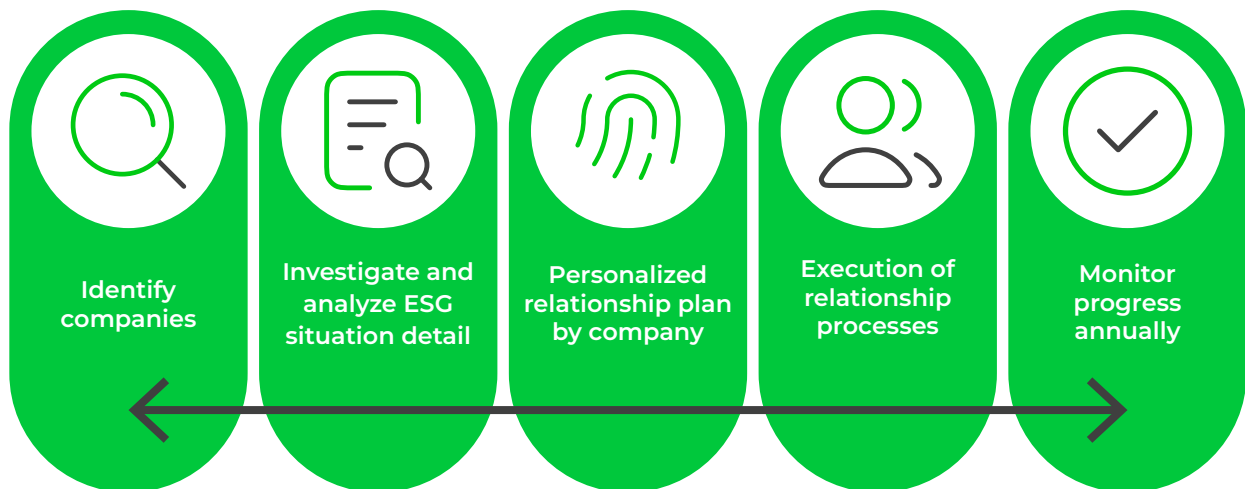 Identify
companies
Investigate and
analyze ESG
situation detail
Personalized
relationship plan
by company
Execution of
relationship
processes
Monitor
progress
annually